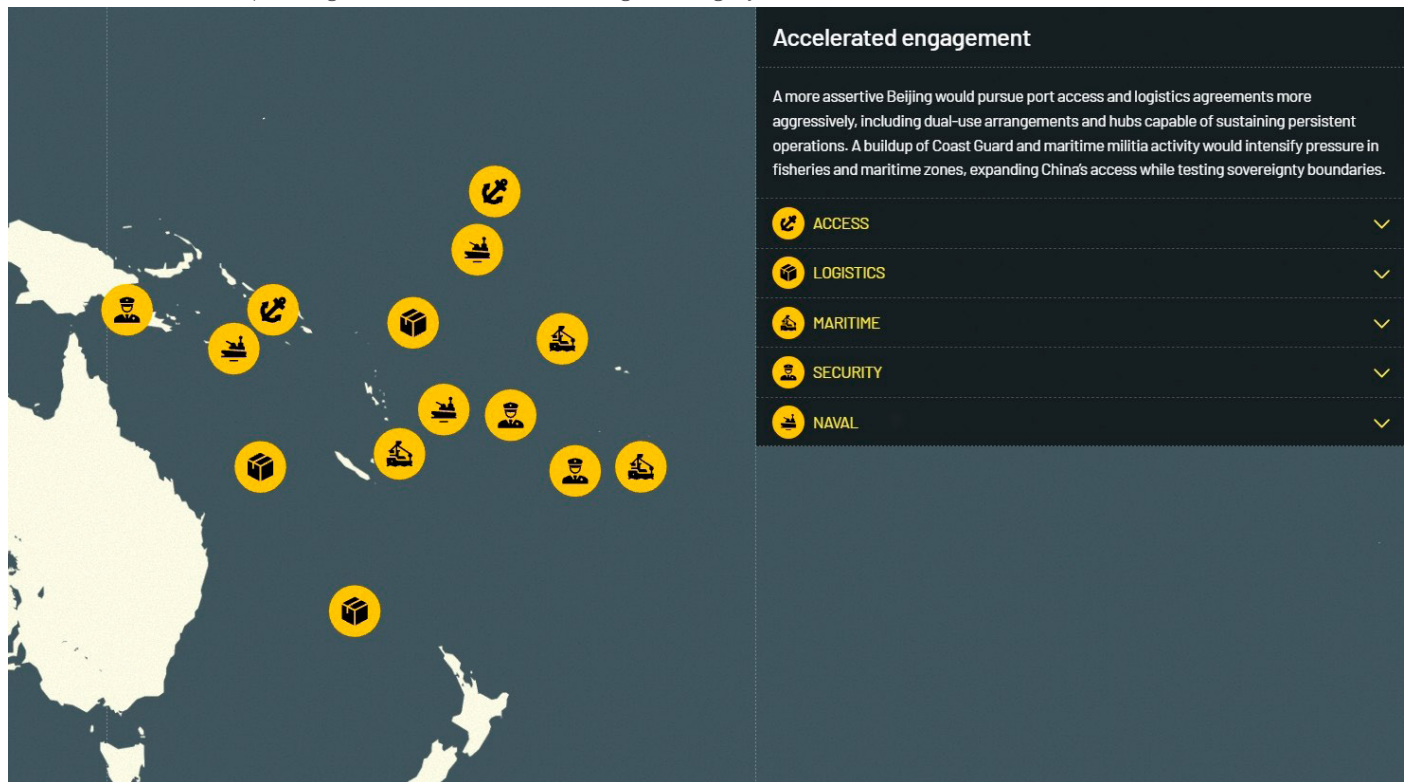 Accelerated engagement
A more assertive Beijing would pursue port access and logistics agreements more
aggressively, including dual-use arrangements and hubs capable of sustaining persistent
operations. A buildup of Coast Guard and maritime militia activity would intensify pressure in
fisheries and maritime zones, expanding China's access while testing sovereignty boundaries.
ACCESS
LOGISTICS
MARITIME
SECURITY
NAVAL